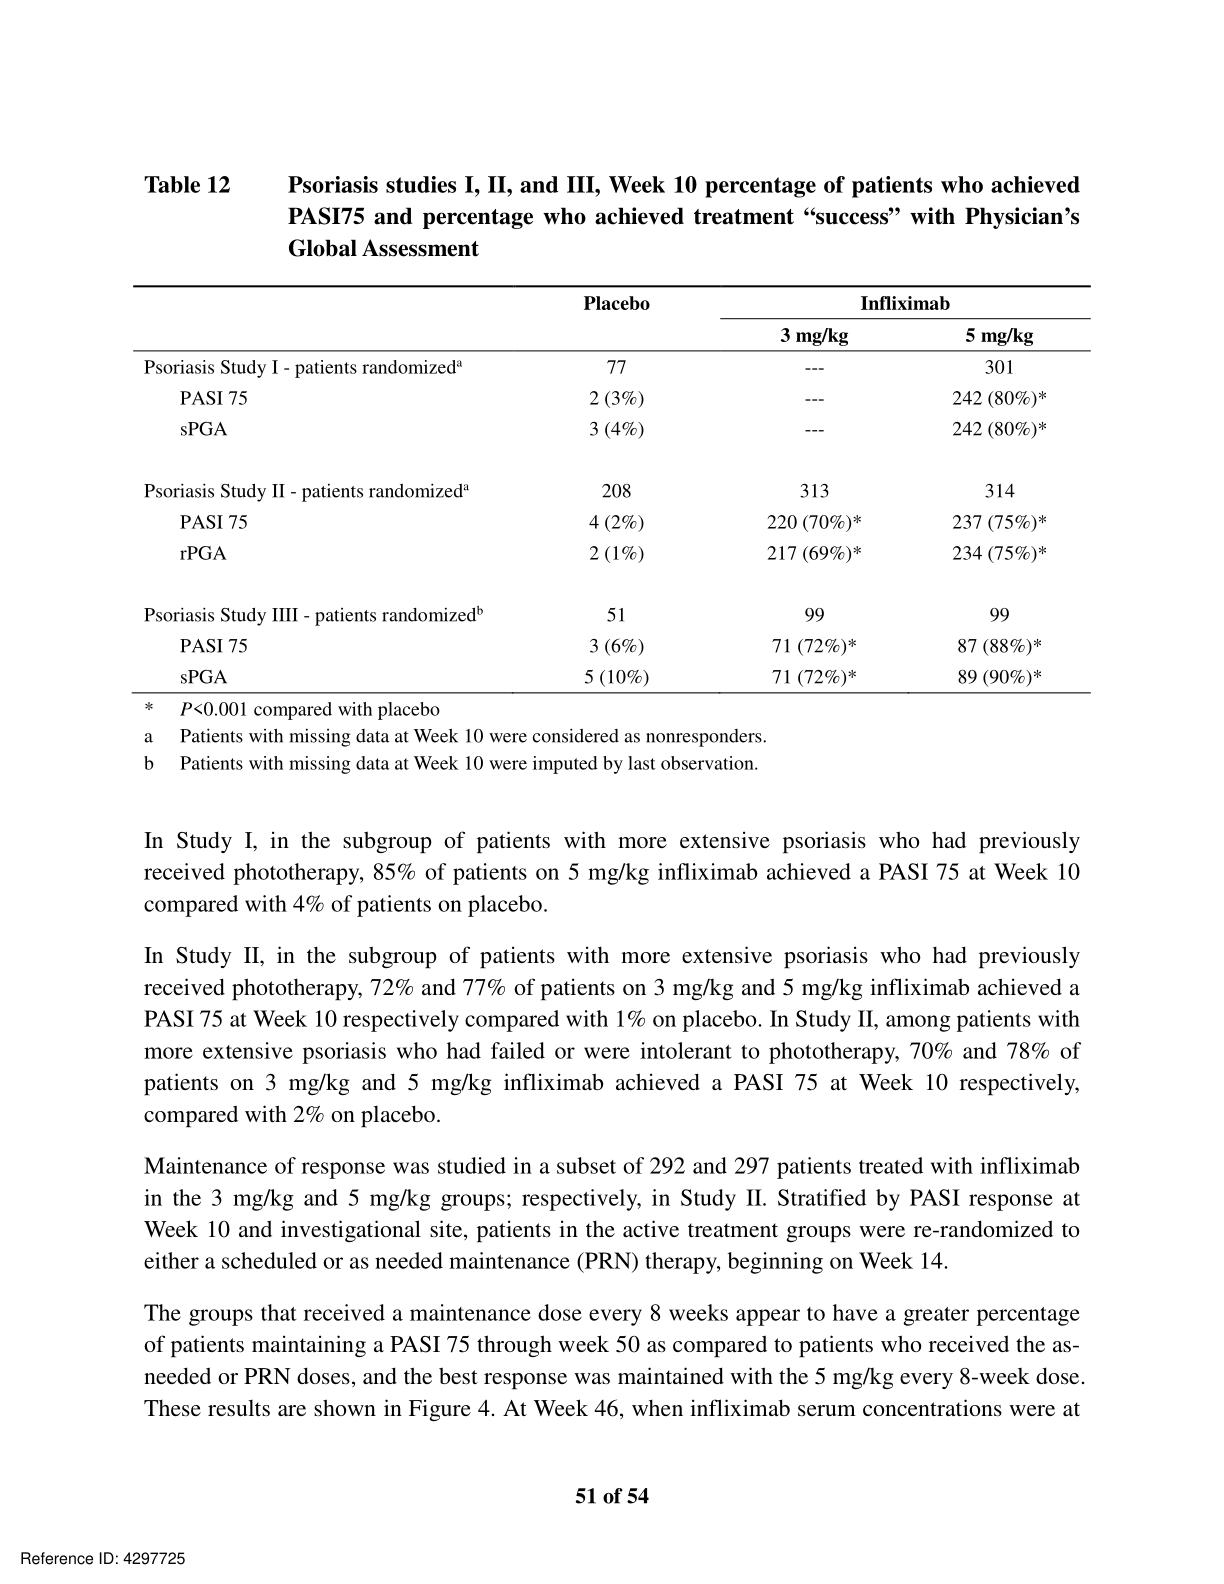 Table 12 Psoriasis studies I, II, and III, Week 10 percentage of patients who achieved
PASI75 and percentage who achieved treatment “success” with Physician’s
Global Assessment
Placebo Infliximab
3 mg/kg 5 mg/kg
Psoriasis Study I - patients randomizedᵃ 77 --- 301
PASI 75 2 (3%) --- 242 (80%)*
sPGA 3 (4%) --- 242 (80%)*
Psoriasis Study II - patients randomizedᵃ 208 313 314
PASI 75 4 (2%) 220 (70%)* 237 (75%)*
rPGA 2 (1%) 217 (69%)* 234 (75%)*
Psoriasis Study IIII - patients randomizedᵇ 51 99 99
PASI 75 3 (6%) 71 (72%)* 87 (88%)*
sPGA 5 (10%) 71 (72%)* 89 (90%)*
* P<0.001 compared with placebo
a Patients with missing data at Week 10 were considered as nonresponders.
b Patients with missing data at Week 10 were imputed by last observation.
In Study I, in the subgroup of patients with more extensive psoriasis who had previously
received phototherapy, 85% of patients on 5 mg/kg infliximab achieved a PASI 75 at Week 10
compared with 4% of patients on placebo.
In Study II, in the subgroup of patients with more extensive psoriasis who had previously
received phototherapy, 72% and 77% of patients on 3 mg/kg and 5 mg/kg infliximab achieved a
PASI 75 at Week 10 respectively compared with 1% on placebo. In Study II, among patients with
more extensive psoriasis who had failed or were intolerant to phototherapy, 70% and 78% of
patients on 3 mg/kg and 5 mg/kg infliximab achieved a PASI 75 at Week 10 respectively,
compared with 2% on placebo.
Maintenance of response was studied in a subset of 292 and 297 patients treated with infliximab
in the 3 mg/kg and 5 mg/kg groups; respectively, in Study II. Stratified by PASI response at
Week 10 and investigational site, patients in the active treatment groups were re-randomized to
either a scheduled or as needed maintenance (PRN) therapy, beginning on Week 14.
The groups that received a maintenance dose every 8 weeks appear to have a greater percentage
of patients maintaining a PASI 75 through week 50 as compared to patients who received the as-
needed or PRN doses, and the best response was maintained with the 5 mg/kg every 8-week dose.
These results are shown in Figure 4. At Week 46, when infliximab serum concentrations were at
51 of 54
Reference ID: 4297725